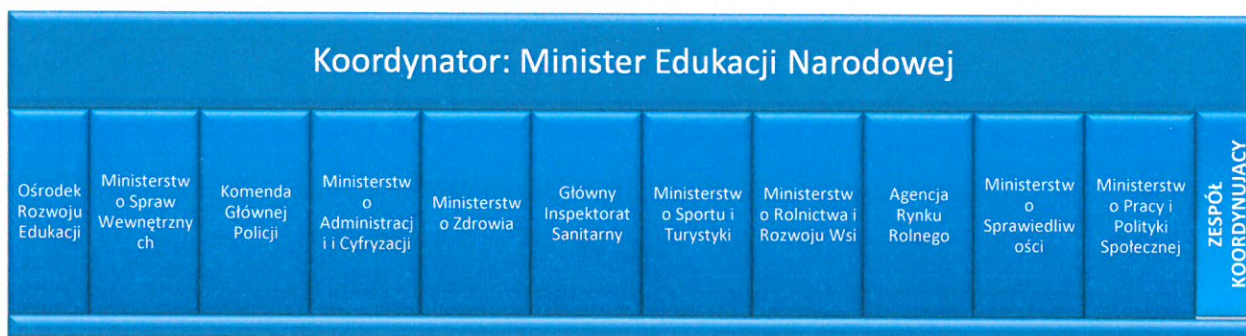 Koordynator: Minister Edukacji Narodowej
Ośrodek
Rozwoju
Edukacji
Ministerstw
o Spraw
Wewnętrzn
ych
Komenda
Głównej
Policji
Ministerstw
o
Administracj
i i Cyfryzacji
Ministerstw
o Zdrowia
Główny
Inspektorat
Sanitarny
Ministerstw
o Sportu i
Turystyki
Ministerstw
o Rolnictwa i
Rozwoju Wsi
Agencja
Rynku
Rolnego
Ministerstw
o
Sprawiedliw
ości
Ministerstw
o Pracy i
Polityki
Społecznej
ZESPÓŁ
KOORDYNUJĄCY